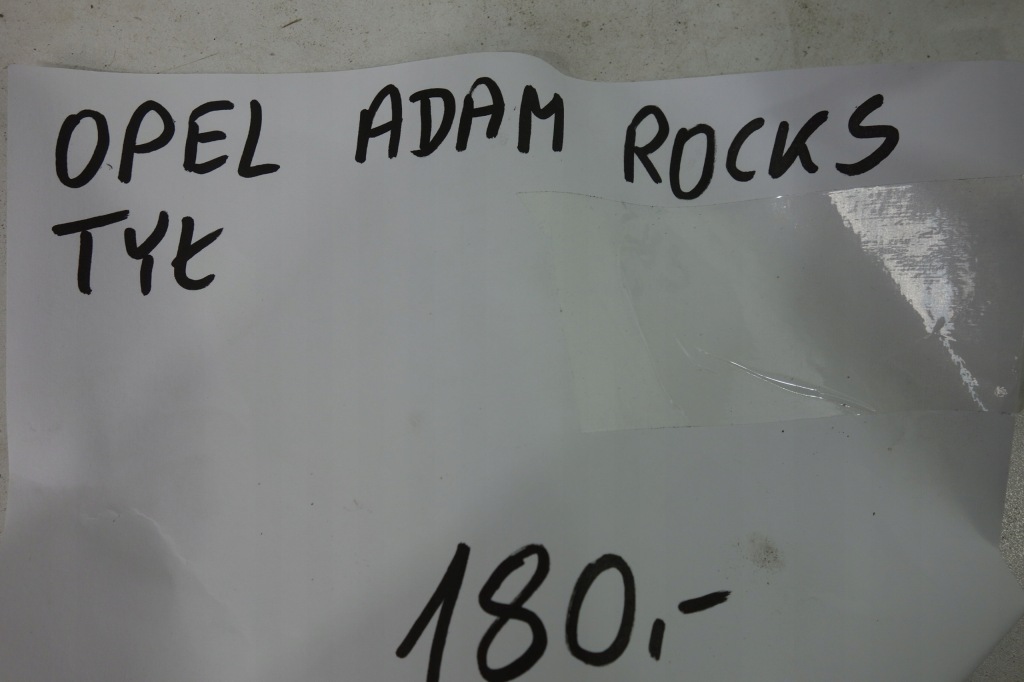 OPEL ADAM ROCKS
TYŁ
180,-